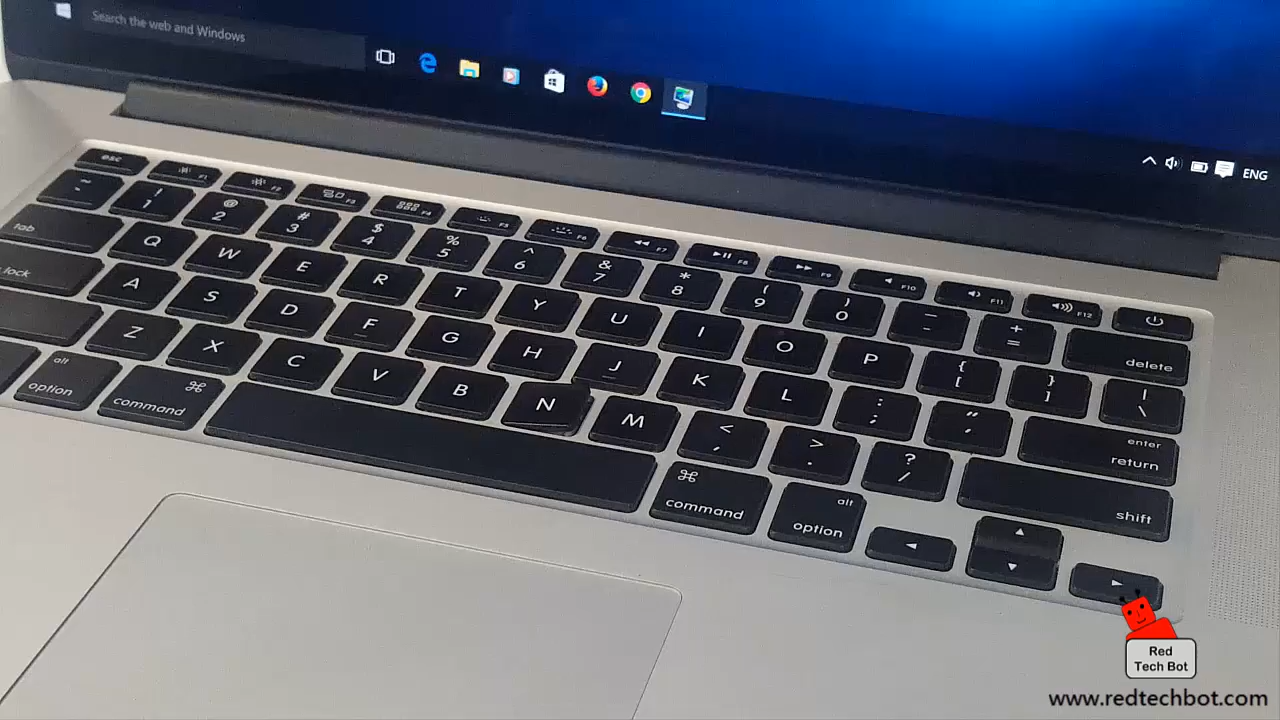 Search the web and Windows
ENG
esc F1 F2 F3 F4 F5 F6 F7 F8 F9 F10 F11 F12
~ ! 1 @ 2 # 3 $ 4 % 5 ^ 6 & 7 * 8 ( 9 ) 0 — - + = delete
tab Q W E R T Y U I O P { [ } ] | \
lock A S D F G H J K L : ; " ' enter return
Z X C V B N M < , > . ? / shift
alt option ⌘ command ⌘ command alt option ◄ ▲ ▼ ►
Red
Tech Bot
www.redtechbot.com